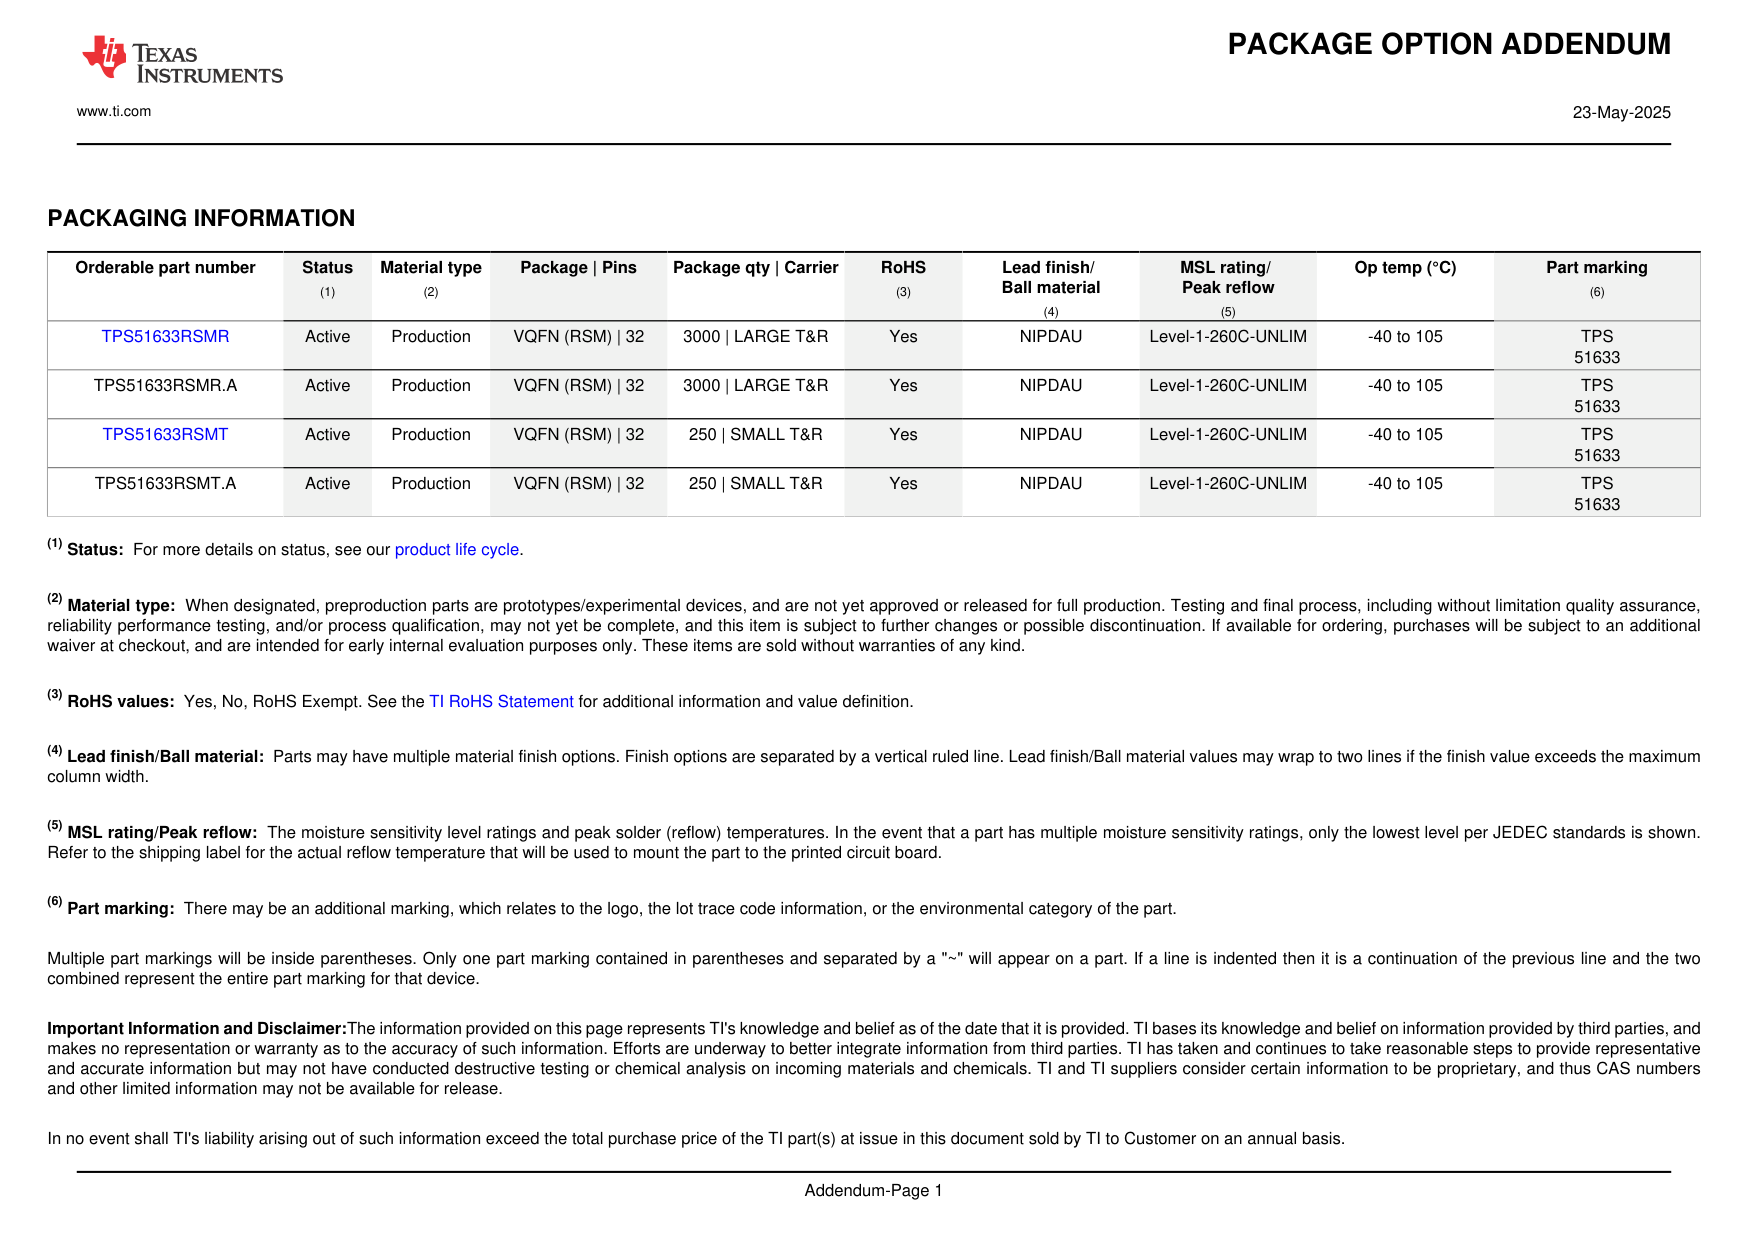 TEXAS
INSTRUMENTS
PACKAGE OPTION ADDENDUM
www.ti.com
23-May-2025
PACKAGING INFORMATION
Orderable part number Status Material type Package | Pins Package qty | Carrier RoHS Lead finish/ MSL rating/ Op temp (°C) Part marking
Ball material Peak reflow
(1) (2) (3) (6)
(4) (5)
TPS51633RSMR Active Production VQFN (RSM) | 32 3000 | LARGE T&R Yes NIPDAU Level-1-260C-UNLIM -40 to 105 TPS
51633
TPS51633RSMR.A Active Production VQFN (RSM) | 32 3000 | LARGE T&R Yes NIPDAU Level-1-260C-UNLIM -40 to 105 TPS
51633
TPS51633RSMT Active Production VQFN (RSM) | 32 250 | SMALL T&R Yes NIPDAU Level-1-260C-UNLIM -40 to 105 TPS
51633
TPS51633RSMT.A Active Production VQFN (RSM) | 32 250 | SMALL T&R Yes NIPDAU Level-1-260C-UNLIM -40 to 105 TPS
51633
(1) Status: For more details on status, see our product life cycle.
(2) Material type: When designated, preproduction parts are prototypes/experimental devices, and are not yet approved or released for full production. Testing and final process, including without limitation quality assurance,
reliability performance testing, and/or process qualification, may not yet be complete, and this item is subject to further changes or possible discontinuation. If available for ordering, purchases will be subject to an additional
waiver at checkout, and are intended for early internal evaluation purposes only. These items are sold without warranties of any kind.
(3) RoHS values: Yes, No, RoHS Exempt. See the TI RoHS Statement for additional information and value definition.
(4) Lead finish/Ball material: Parts may have multiple material finish options. Finish options are separated by a vertical ruled line. Lead finish/Ball material values may wrap to two lines if the finish value exceeds the maximum
column width.
(5) MSL rating/Peak reflow: The moisture sensitivity level ratings and peak solder (reflow) temperatures. In the event that a part has multiple moisture sensitivity ratings, only the lowest level per JEDEC standards is shown.
Refer to the shipping label for the actual reflow temperature that will be used to mount the part to the printed circuit board.
(6) Part marking: There may be an additional marking, which relates to the logo, the lot trace code information, or the environmental category of the part.
Multiple part markings will be inside parentheses. Only one part marking contained in parentheses and separated by a "~" will appear on a part. If a line is indented then it is a continuation of the previous line and the two
combined represent the entire part marking for that device.
Important Information and Disclaimer:The information provided on this page represents TI's knowledge and belief as of the date that it is provided. TI bases its knowledge and belief on information provided by third parties, and
makes no representation or warranty as to the accuracy of such information. Efforts are underway to better integrate information from third parties. TI has taken and continues to take reasonable steps to provide representative
and accurate information but may not have conducted destructive testing or chemical analysis on incoming materials and chemicals. TI and TI suppliers consider certain information to be proprietary, and thus CAS numbers
and other limited information may not be available for release.
In no event shall TI's liability arising out of such information exceed the total purchase price of the TI part(s) at issue in this document sold by TI to Customer on an annual basis.
Addendum-Page 1